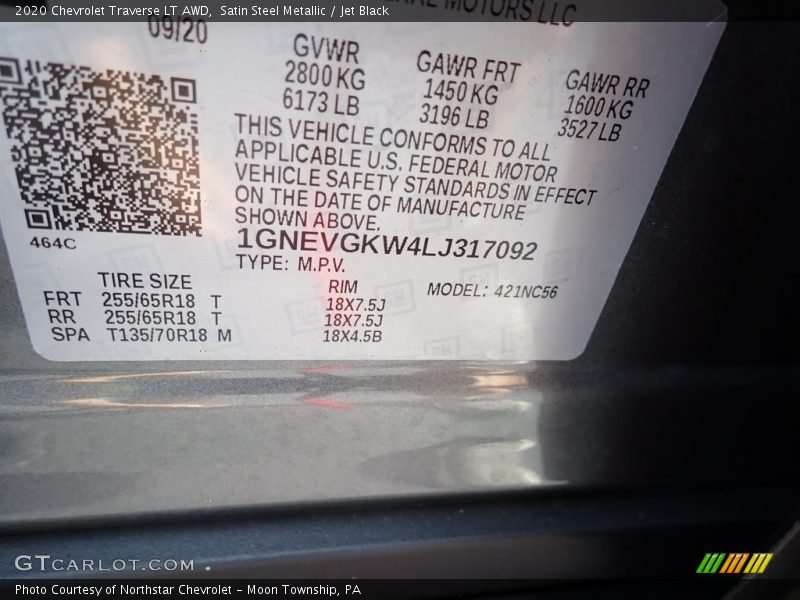 2020 Chevrolet Traverse LT AWD,  Satin Steel Metallic / Jet Black
MOTORS LLC
09/20
GVWR
2800 KG
6173 LB
GAWR FRT
1450 KG
3196 LB
GAWR RR
1600 KG
3527 LB
THIS VEHICLE CONFORMS TO ALL
APPLICABLE U.S. FEDERAL MOTOR
VEHICLE SAFETY STANDARDS IN EFFECT
ON THE DATE OF MANUFACTURE
SHOWN ABOVE.
464C
1GNEVGKW4LJ317092
TYPE: M.P.V.
MODEL: 421NC56
TIRE SIZE RIM
FRT 255/65R18 T 18X7.5J
RR 255/65R18 T 18X7.5J
SPA T135/70R18 M 18X4.5B
GTCARLOT.COM
Photo Courtesy of Northstar Chevrolet - Moon Township, PA